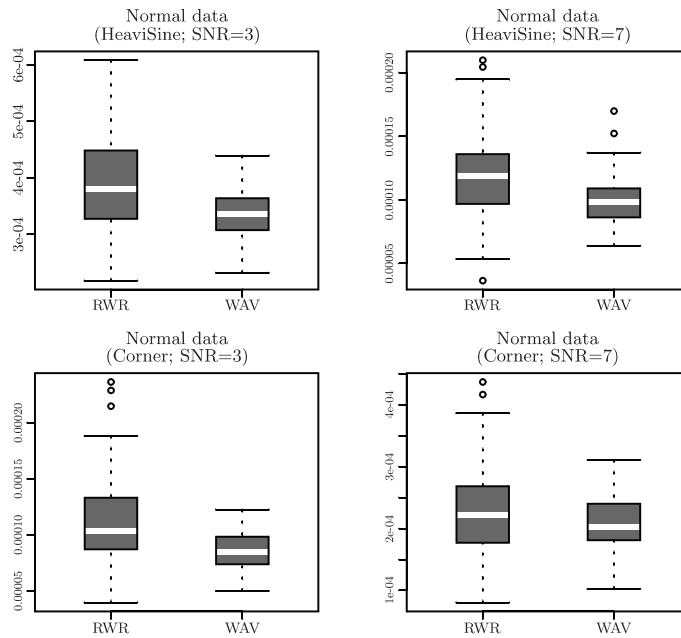 Normal data
(HeaviSine; SNR=3)
6e-04
5e-04
4e-04
3e-04
RWR WAV
Normal data
(HeaviSine; SNR=7)
0.00020
0.00015
0.00010
0.00005
RWR WAV
Normal data
(Corner; SNR=3)
0.00020
0.00015
0.00010
0.00005
RWR WAV
Normal data
(Corner; SNR=7)
4e-04
3e-04
2e-04
1e-04
RWR WAV